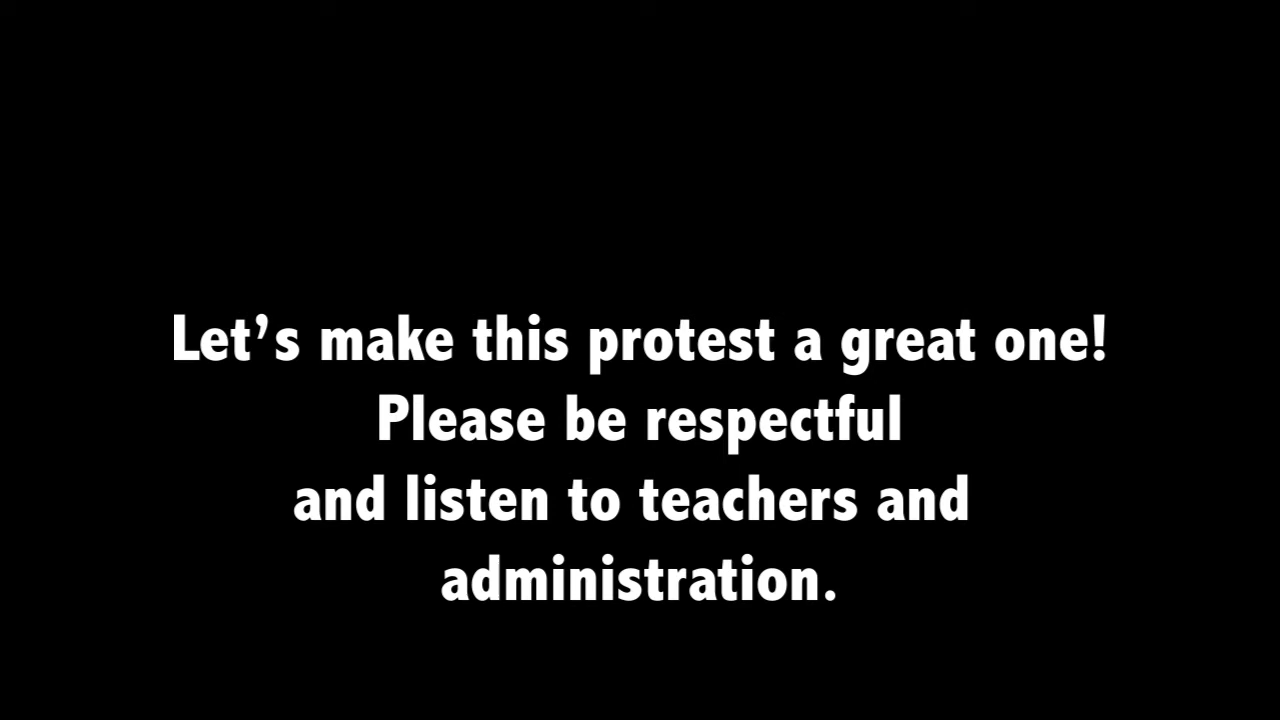 Let’s make this protest a great one!
Please be respectful
and listen to teachers and
administration.